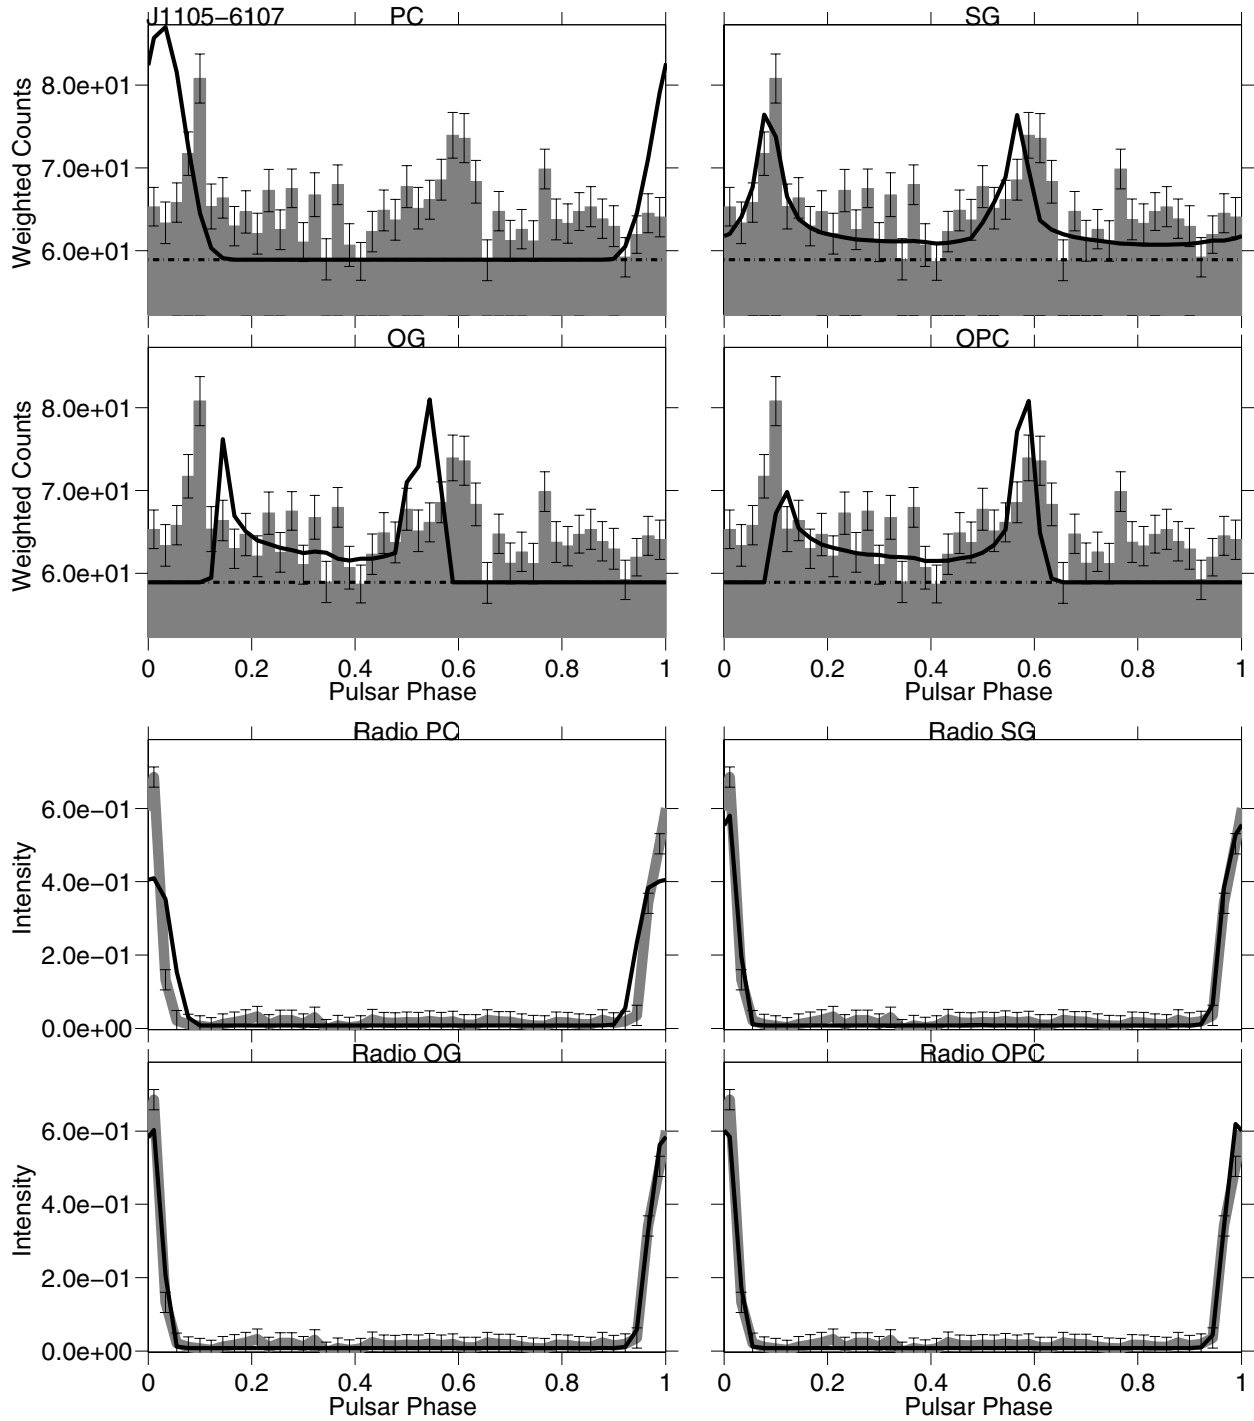 J1105−6107 PC SG
Weighted Counts
8.0e+01
7.0e+01
6.0e+01
OG OPC
Weighted Counts
8.0e+01
7.0e+01
6.0e+01
0 0.2 0.4 0.6 0.8 1 0 0.2 0.4 0.6 0.8 1
Pulsar Phase Pulsar Phase
Radio PC Radio SG
Intensity
6.0e−01
4.0e−01
2.0e−01
0.0e+00
Radio OG Radio OPC
Intensity
6.0e−01
4.0e−01
2.0e−01
0.0e+00
0 0.2 0.4 0.6 0.8 1 0 0.2 0.4 0.6 0.8 1
Pulsar Phase Pulsar Phase